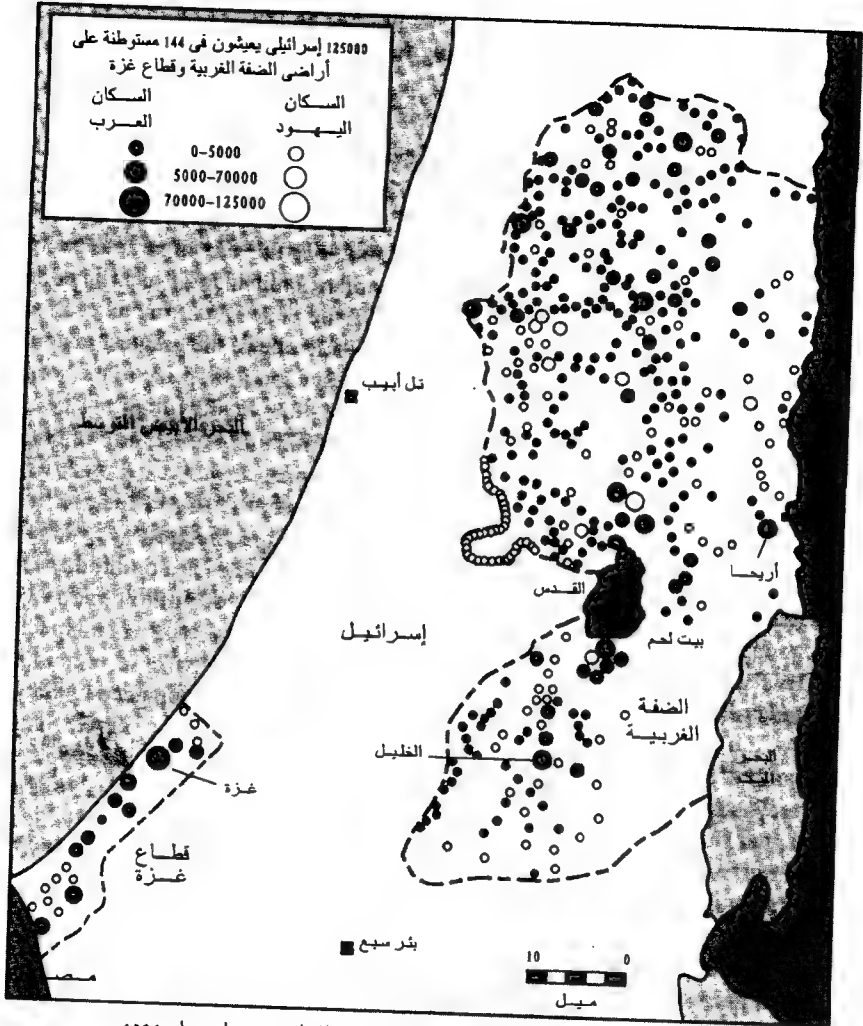 125000 إسرائيلى يعيشون فى 144 مستوطنة على
أراضى الضفة الغربية وقطاع غزة
السكان السكان
العرب اليهود
0-5000
5000-70000
70000-125000
تل أبيب
البحر الأبيض المتوسط
أريحا
القدس
بيت لحم
إسرائيل
الضفة
الغربية
الخليل
البحر
الميت
غزة
قطاع
غزة
بئر سبع
مصر
10 0
ميل